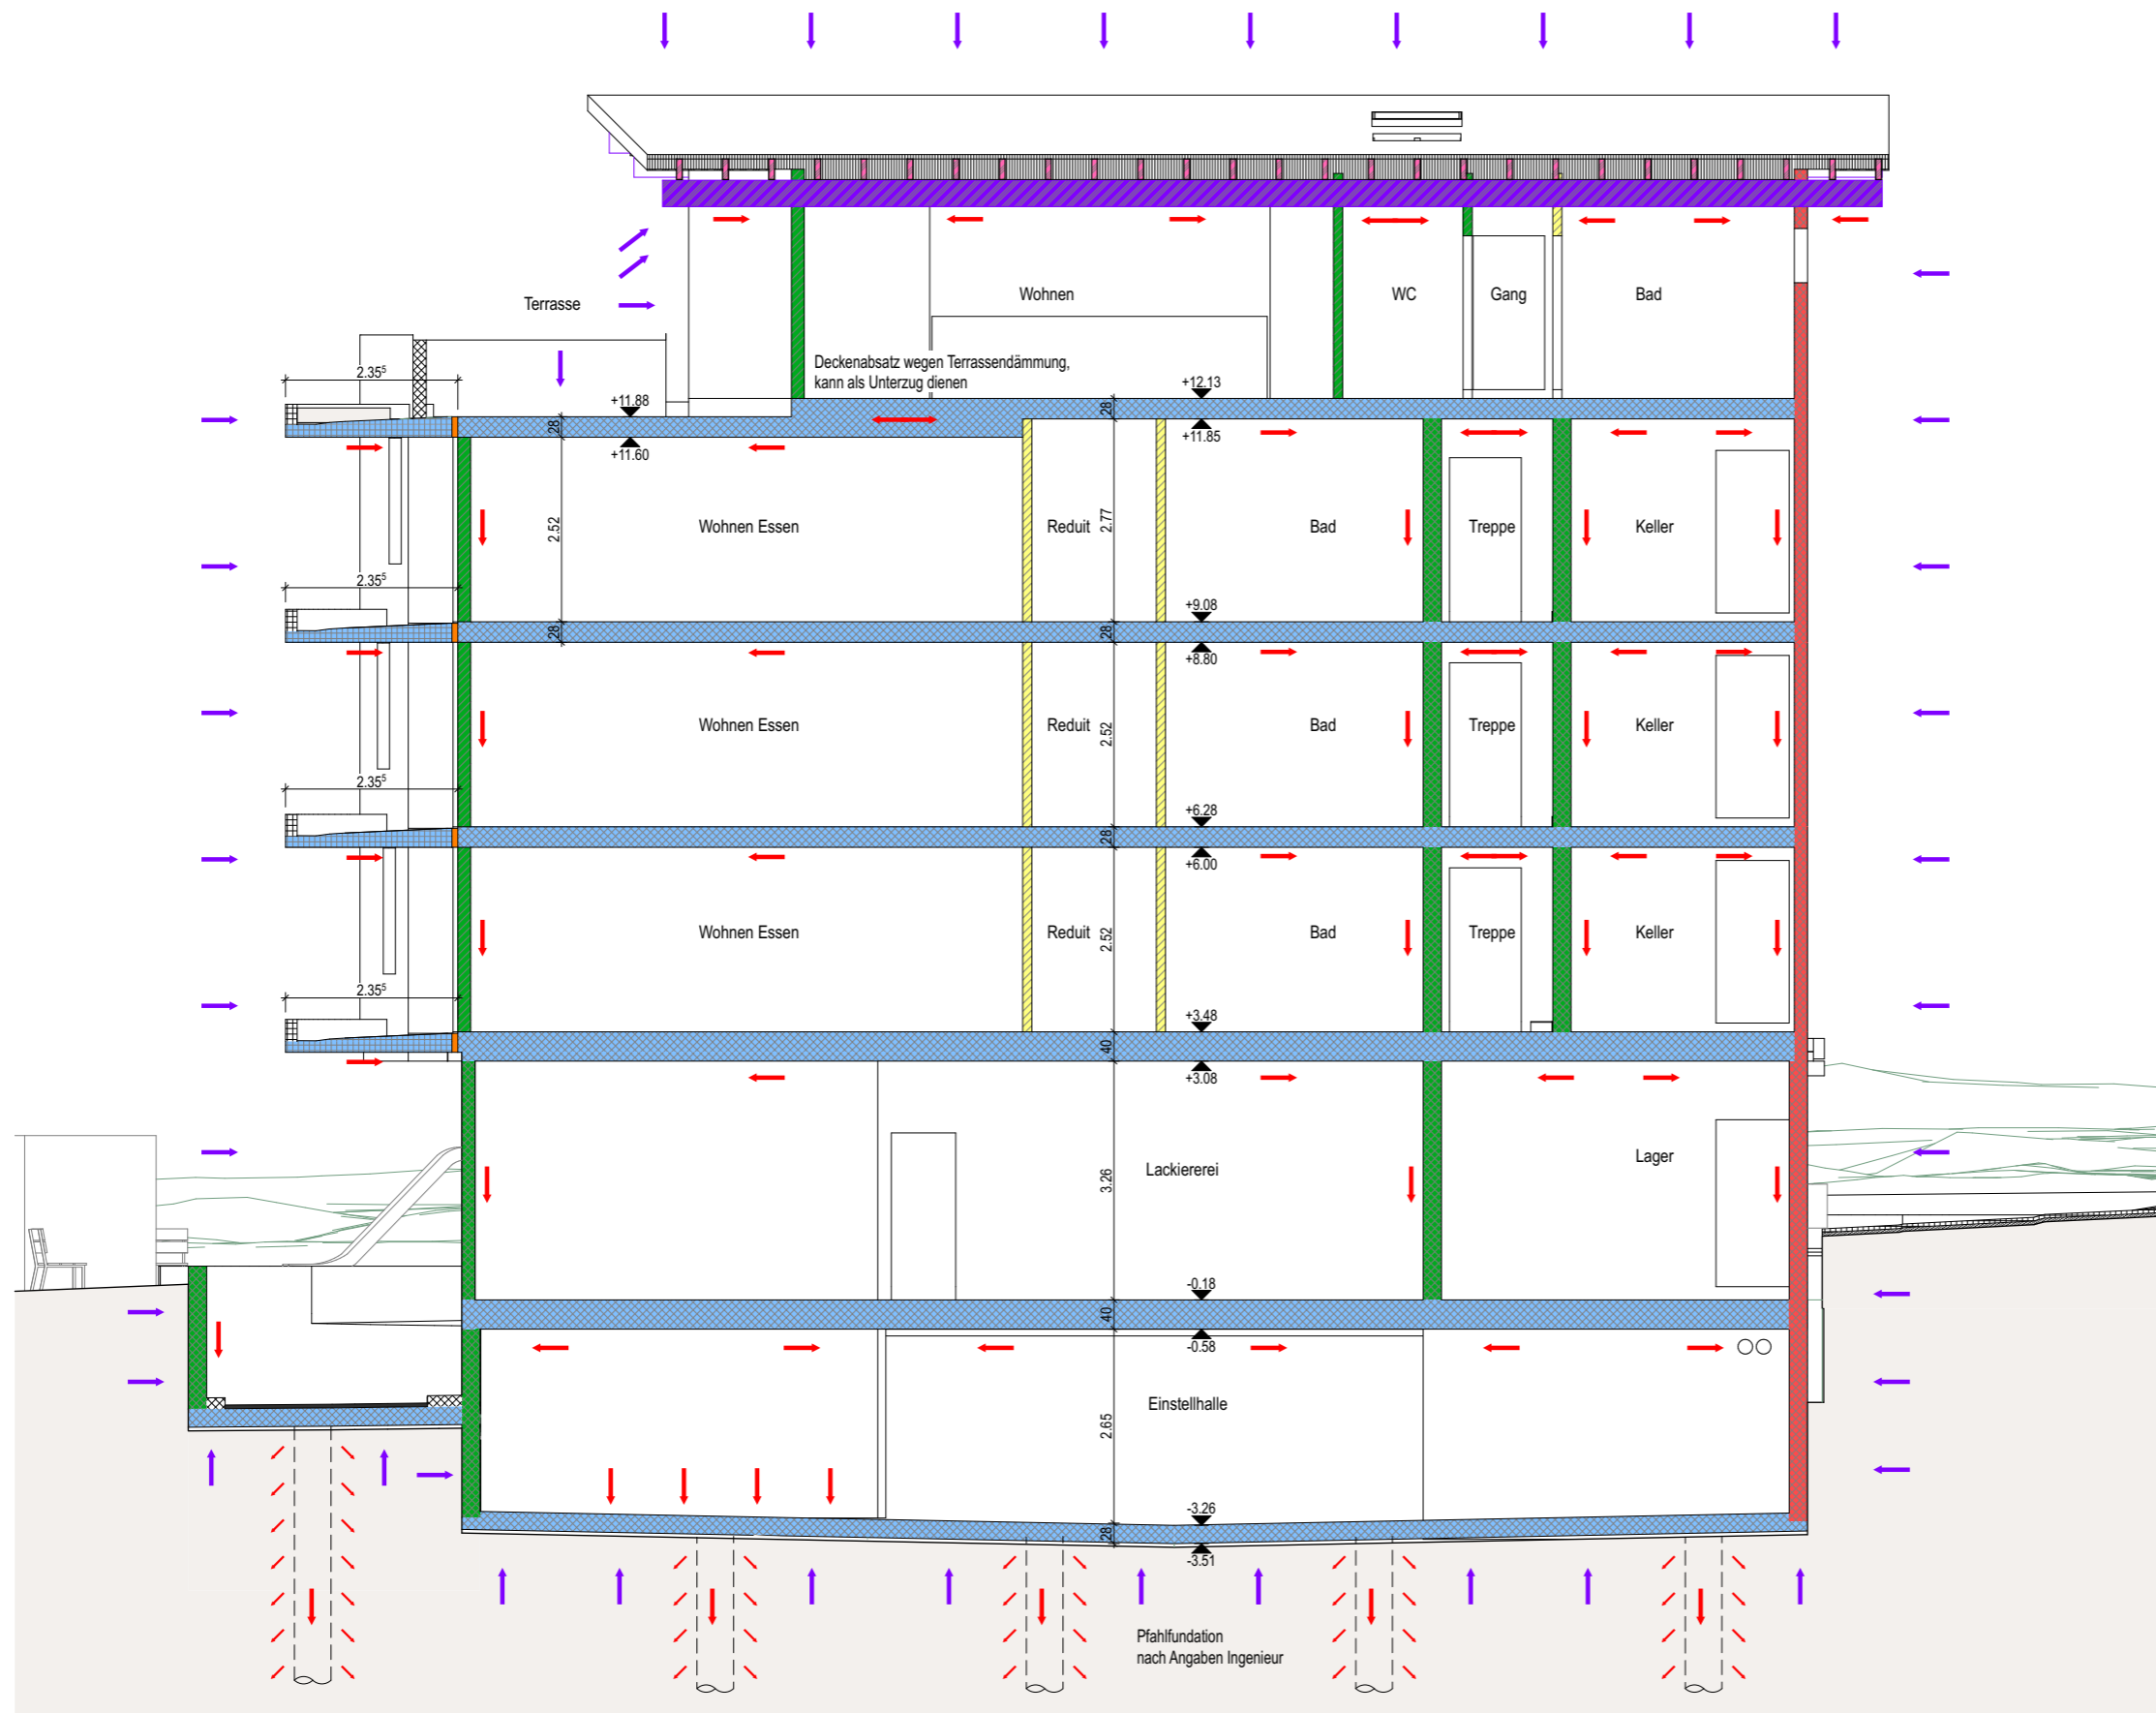 Terrasse
Wohnen
WC
Gang
Bad
Deckenabsatz wegen Terrassendämmung,
kann als Unterzug dienen
2.35⁵
+11.88
+12.13
28
28
+11.60
+11.85
2.52
Wohnen Essen
Reduit
2.77
Bad
Treppe
Keller
2.35⁵
+9.08
28
28
+8.80
Wohnen Essen
Reduit
2.52
Bad
Treppe
Keller
2.35⁵
+6.28
28
+6.00
Wohnen Essen
Reduit
2.52
Bad
Treppe
Keller
2.35⁵
+3.48
40
+3.08
Lackiererei
3.26
Lager
-0.18
40
-0.58
Einstellhalle
2.65
-3.26
28
-3.51
Pfahlfundation
nach Angaben Ingenieur